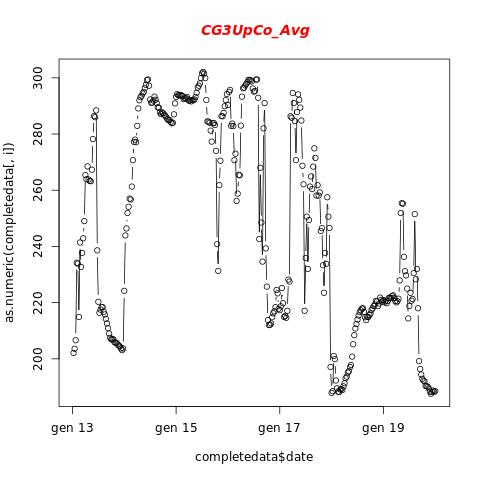 CG3UpCo_Avg
as.numeric(completedata[, i])
300
280
260
240
220
200
gen 13
gen 15
gen 17
gen 19
completedata$date